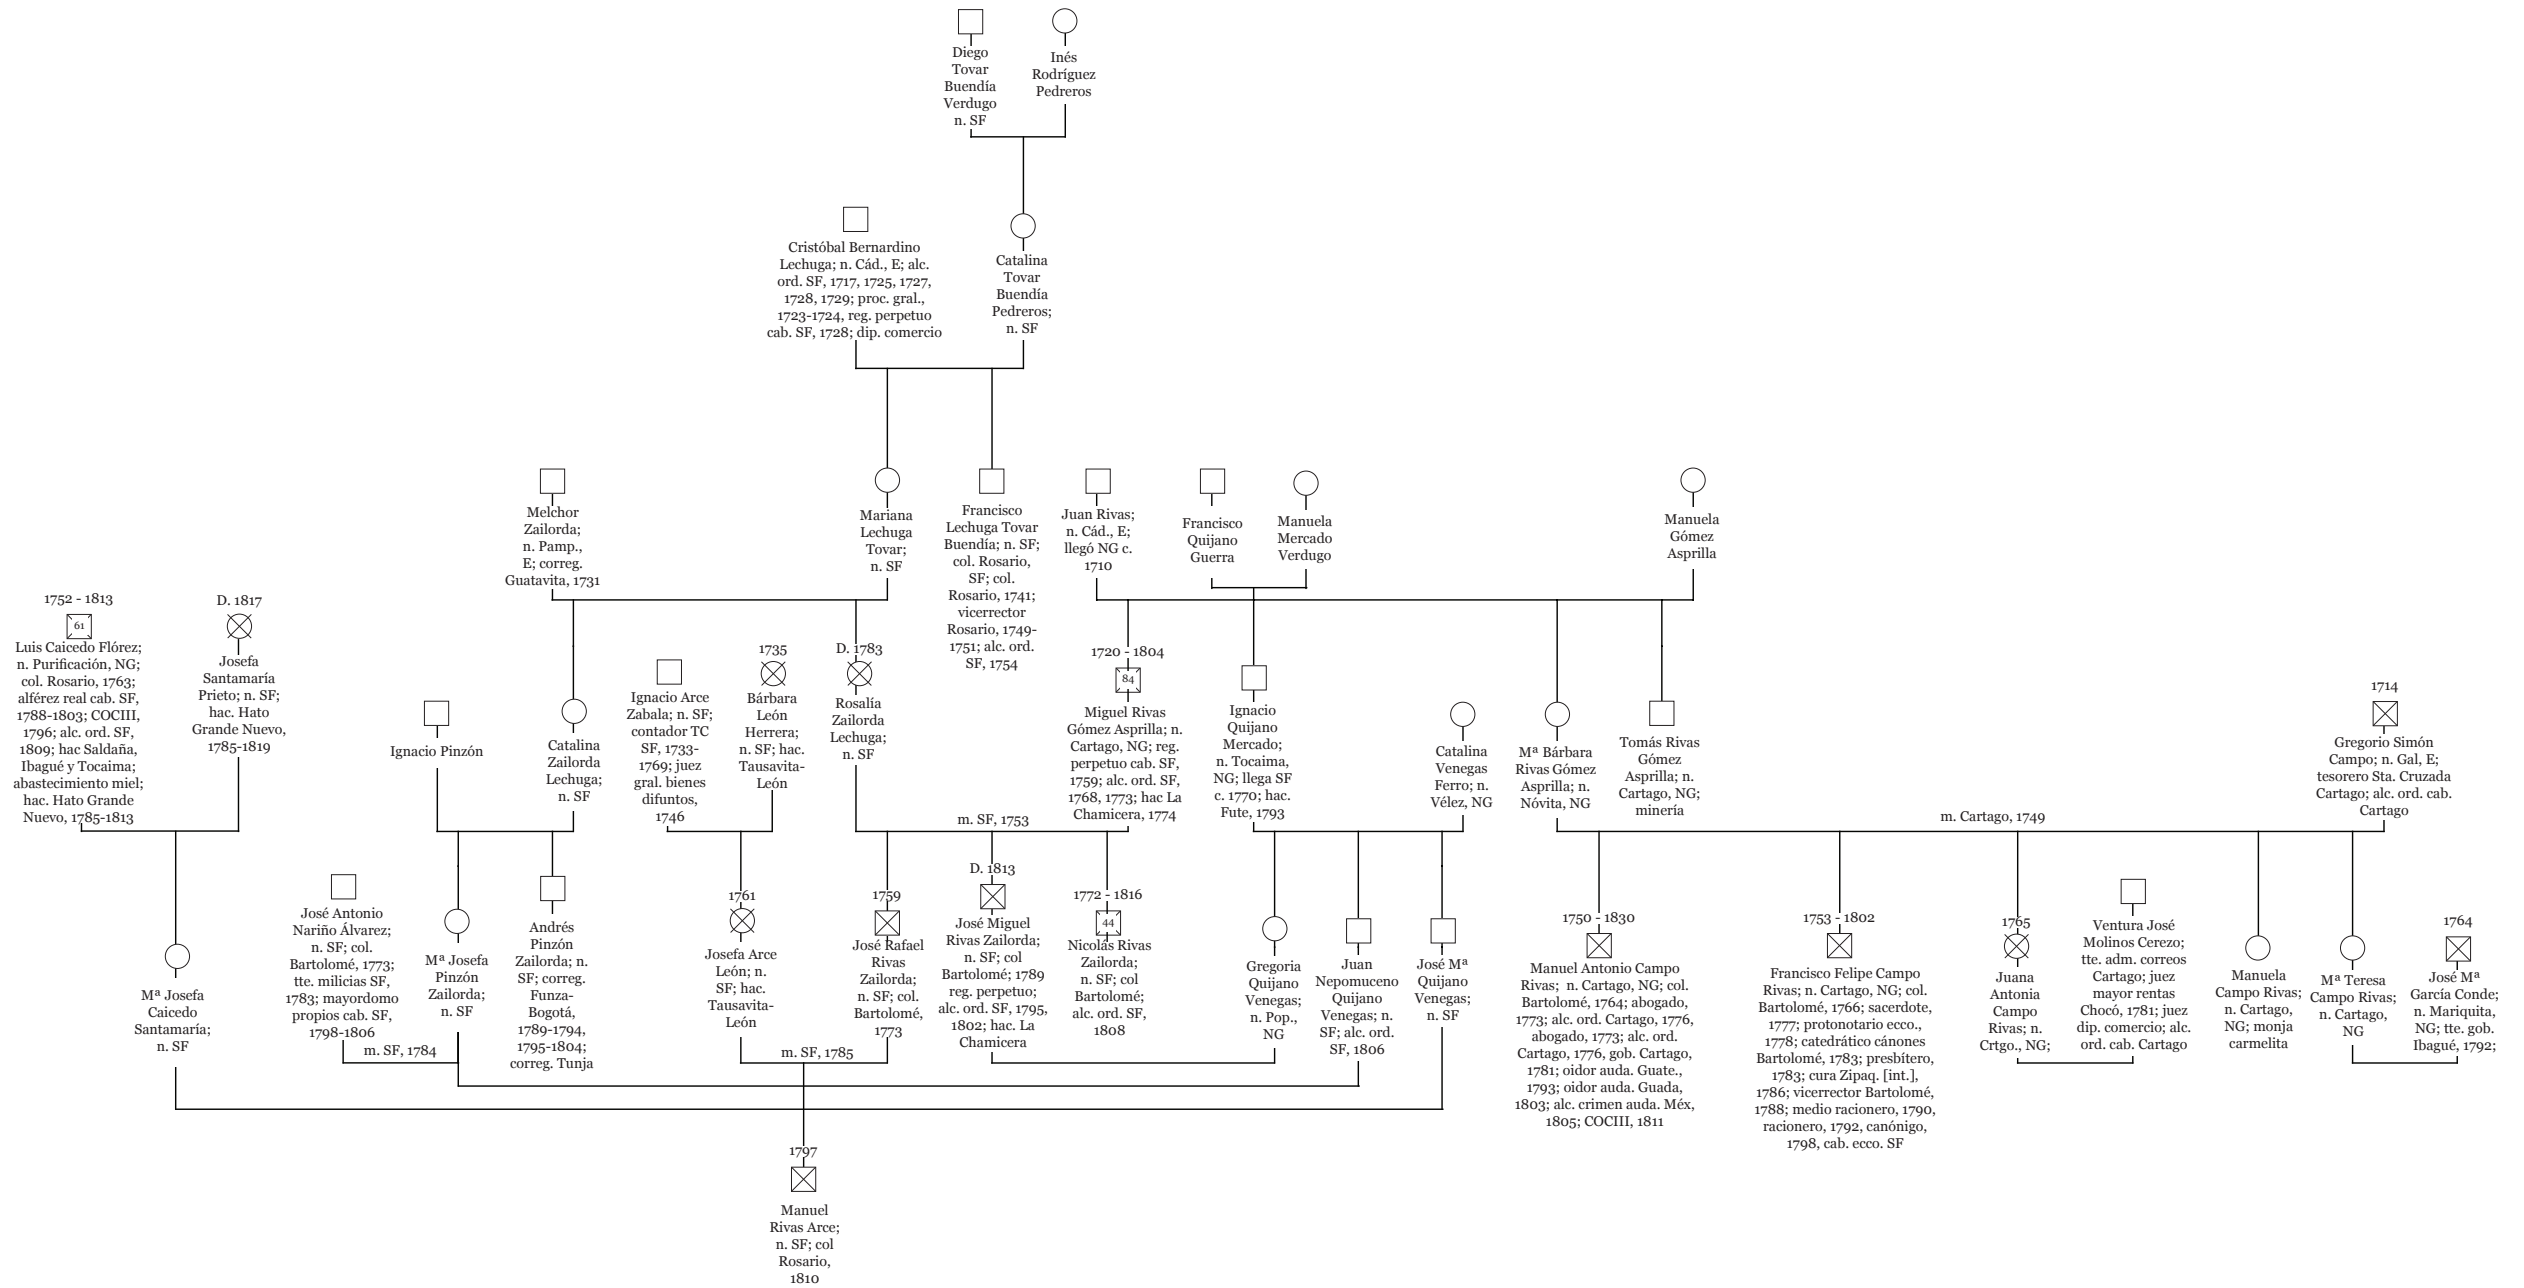 Diego
Tovar
Buendía
Verdugo
n. SF
Inés
Rodríguez
Pedreros
Cristóbal Bernardino
Lechuga; n. Cád., E; alc.
ord. SF, 1717, 1725, 1727,
1728, 1729; proc. gral.,
1723-1724, reg. perpetuo
cab. SF, 1728; dip. comercio
Catalina
Tovar
Buendía
Pedreros;
n. SF
Melchor
Zailorda;
n. Pamp.,
E; correg.
Guatavita, 1731
Mariana
Lechuga
Tovar;
n. SF
Francisco
Lechuga Tovar
Buendía; n. SF;
col. Rosario,
SF; col.
Rosario, 1741;
vicerrector
Rosario, 1749-
1751; alc. ord.
SF, 1754
Juan Rivas;
n. Cád., E;
llegó NG c.
1710
Francisco
Quijano
Guerra
Manuela
Mercado
Verdugo
Manuela
Gómez
Asprilla
1752 - 1813
61
Luis Caicedo Flórez;
n. Purificación, NG;
col. Rosario, 1763;
alférez real cab. SF,
1788-1803; COCIII,
1796; alc. ord. SF,
1809; hac Saldaña,
Ibagué y Tocaima;
abastecimiento miel;
hac. Hato Grande
Nuevo, 1785-1813
D. 1817
Josefa
Santamaría
Prieto; n. SF;
hac. Hato
Grande Nuevo,
1785-1819
Ignacio Pinzón
Catalina
Zailorda
Lechuga;
n. SF
Ignacio Arce
Zabala; n. SF;
contador TC
SF, 1733-
1769; juez
gral. bienes
difuntos,
1746
1735
Bárbara
León
Herrera;
n. SF; hac.
Tausavita-
León
D. 1783
Rosalía
Zailorda
Lechuga;
n. SF
1720 - 1804
84
Miguel Rivas
Gómez Asprilla; n.
Cartago, NG; reg.
perpetuo cab. SF,
1759; alc. ord. SF,
1768, 1773; hac La
Chamicera, 1774
Ignacio
Quijano
Mercado;
n. Tocaima,
NG; llega SF
c. 1770; hac.
Fute, 1793
Catalina
Venegas
Ferro; n.
Vélez, NG
Mª Bárbara
Rivas Gómez
Asprilla; n.
Nóvita, NG
Tomás Rivas
Gómez
Asprilla; n.
Cartago, NG;
minería
1714
Gregorio Simón
Campo; n. Gal, E;
tesorero Sta. Cruzada
Cartago; alc. ord. cab.
Cartago
m. SF, 1753
m. Cartago, 1749
Mª Josefa
Caicedo
Santamaría;
n. SF
José Antonio
Nariño Álvarez;
n. SF; col.
Bartolomé, 1773;
tte. milicias SF,
1783; mayordomo
propios cab. SF,
1798-1806
m. SF, 1784
Mª Josefa
Pinzón
Zailorda;
n. SF
Andrés
Pinzón
Zailorda; n.
SF; correg.
Funza-
Bogotá,
1789-1794,
1795-1804;
correg. Tunja
1761
Josefa Arce
León; n.
SF; hac.
Tausavita-
León
m. SF, 1785
1759
José Rafael
Rivas
Zailorda;
n. SF; col.
Bartolomé,
1773
D. 1813
José Miguel
Rivas Zailorda;
n. SF; col
Bartolomé; 1789
reg. perpetuo;
alc. ord. SF, 1795,
1802; hac. La
Chamicera
1772 - 1816
44
Nicolás Rivas
Zailorda;
n. SF; col
Bartolomé;
alc. ord. SF,
1808
Gregoria
Quijano
Venegas;
n. Pop.,
NG
Juan
Nepomuceno
Quijano
Venegas; n.
SF; alc. ord.
SF, 1806
José Mª
Quijano
Venegas;
n. SF
1750 - 1830
Manuel Antonio Campo
Rivas; n. Cartago, NG; col.
Bartolomé, 1764; abogado,
1773; alc. ord. Cartago, 1776,
abogado, 1773; alc. ord.
Cartago, 1776, gob. Cartago,
1781; oidor auda. Guate.,
1793; oidor auda. Guada,
1803; alc. crimen auda. Méx,
1805; COCIII, 1811
1753 - 1802
Francisco Felipe Campo
Rivas; n. Cartago, NG; col.
Bartolomé, 1766; sacerdote,
1777; protonotario ecco.,
1778; catedrático cánones
Bartolomé, 1783; presbítero,
1783; cura Zipaq. [int.],
1786; vicerrector Bartolomé,
1788; medio racionero, 1790,
racionero, 1792, canónigo,
1798, cab. ecco. SF
1765
Juana
Antonia
Campo
Rivas; n.
Crtgo., NG;
Ventura José
Molinos Cerezo;
tte. adm. correos
Cartago; juez
mayor rentas
Chocó, 1781; juez
dip. comercio; alc.
ord. cab. Cartago
Manuela
Campo Rivas;
n. Cartago,
NG; monja
carmelita
Mª Teresa
Campo Rivas;
n. Cartago,
NG
1764
José Mª
García Conde;
n. Mariquita,
NG; tte. gob.
Ibagué, 1792;
1797
Manuel
Rivas Arce;
n. SF; col
Rosario,
1810